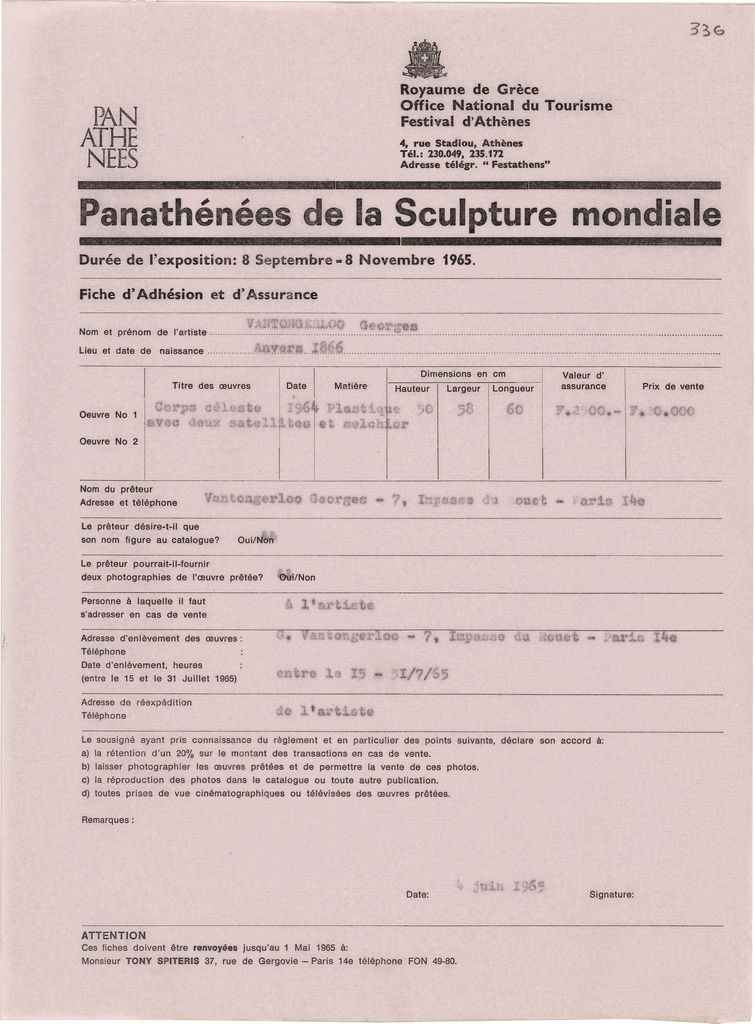 336
PAN
ATHE
NEES
Royaume de Grèce
Office National du Tourisme
Festival d'Athènes
4, rue Stadiou, Athènes
Tél.: 230.049, 235.172
Adresse télégr. " Festathens"
Panathénées de la Sculpture mondiale
Durée de l'exposition: 8 Septembre - 8 Novembre 1965.
Fiche d'Adhésion et d'Assurance
Nom et prénom de l'artiste VANTONGERLOO Georges
Lieu et date de naissance Anvers 1866
Titre des œuvres Date Matière Dimensions en cm Hauteur Largeur Longueur Valeur d' assurance Prix de vente
Oeuvre No 1 Corps céleste 1964 Plastique 50 58 60 F.2500.- F.20.000
avec deux satellites et melchior
Oeuvre No 2
Nom du prêteur
Adresse et téléphone Vantongerloo Georges - 7, Impasse du Rouet - Paris 14e
Le prêteur désire-t-il que
son nom figure au catalogue? Oui/Non
Le prêteur pourrait-il-fournir
deux photographies de l'œuvre prêtée? Oui/Non
Personne à laquelle il faut
s'adresser en cas de vente à l'artiste
Adresse d'enlèvement des œuvres : G. Vantongerloo - 7, Impasse du Rouet - Paris 14e
Téléphone :
Date d'enlèvement, heures :
(entre le 15 et le 31 Juillet 1965) entre le 15 - 31/7/65
Adresse de réexpédition
Téléphone de l'artiste
Le sousigné ayant pris connaissance du règlement et en particulier des points suivants, déclare son accord à:
a) la rétention d'un 20% sur le montant des transactions en cas de vente.
b) laisser photographier les œuvres prêtées et de permettre la vente de ces photos.
c) la réproduction des photos dans le catalogue ou toute autre publication.
d) toutes prises de vue cinématographiques ou télévisées des œuvres prêtées.
Remarques :
Date: 4 juin 1965 Signature:
ATTENTION
Ces fiches doivent être renvoyées jusqu'au 1 Mai 1965 à:
Monsieur TONY SPITERIS 37, rue de Gergovie – Paris 14e téléphone FON 49-80.